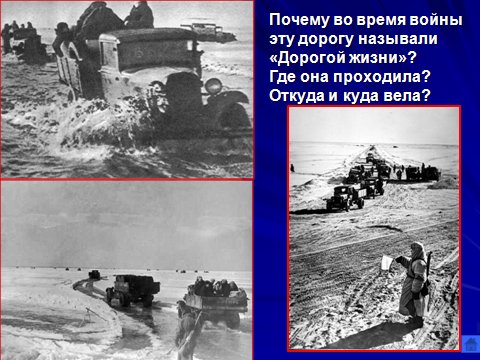 Почему во время войны
эту дорогу называли
«Дорогой жизни»?
Где она проходила?
Откуда и куда вела?